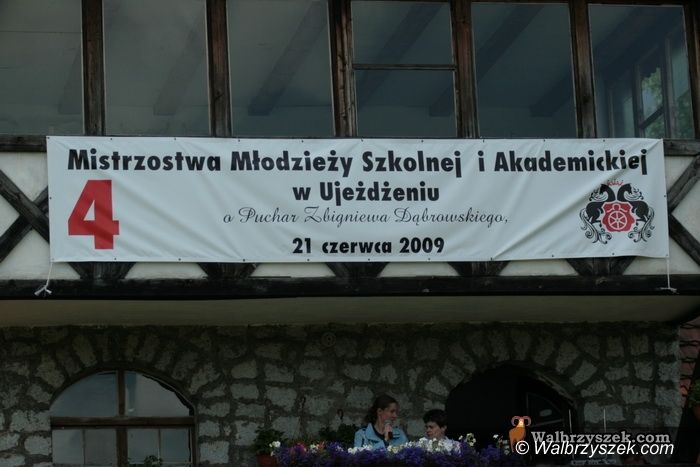 Mistrzostwa Młodzieży Szkolnej i Akademickiej
w Ujeżdżeniu
4
o Puchar Zbigniewa Dąbrowskiego,
21 czerwca 2009
Walbrzyszek.com
© Walbrzyszek.com